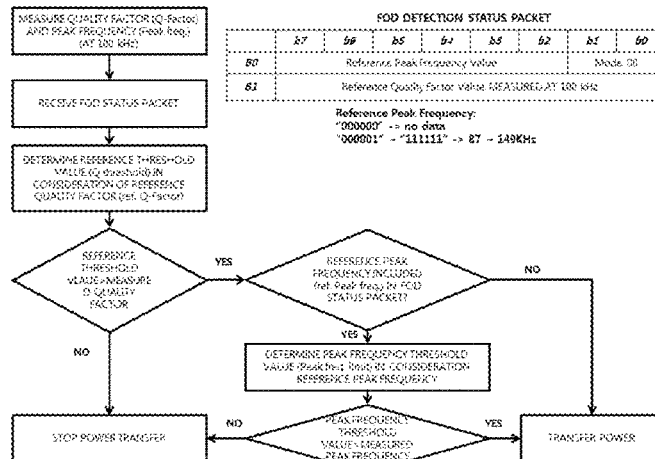 MEASURE QUALITY FACTOR (Q-Factor)
AND PEAK FREQUENCY (Peak freq.)
(AT 100 kHz)
RECEIVE FOD STATUS PACKET
DETERMINE REFERENCE THRESHOLD
VALUE (Q threshold) IN
CONSIDERATION OF REFERENCE
QUALITY FACTOR (ref. Q-Factor)
FOD DETECTION STATUS PACKET
b7 b6 b5 b4 b3 b2 b1 b0
B0 Reference Peak Frequency Value Mode: 00
B1 Reference Quality Factor Value MEASURED AT 100 kHz
Reference Peak Frequency:
"000000" -> no data
"000001" ~ "111111" -> 87 ~ 149KHz
REFERENCE
THRESHOLD
VLAUE>MEASURE
D QUALITY
FACTOR
YES
NO
REFERENCE PEAK
FREQUENCY INCLUDED
(ref. Peak freq.) IN FOD
STATUS PACKET?
NO
YES
DETERMINE PEAK FREQUENCY THRESHOLD
VALUE (Peak freq. limit) IN CONSIDERATION
REFERENCE PEAK FREQUENCY
STOP POWER TRANSFER
NO
PEAK FREQUENCY
THRESHOLD
VALUE>MEASURED
PEAK FREQUENCY
YES
TRANSFER POWER